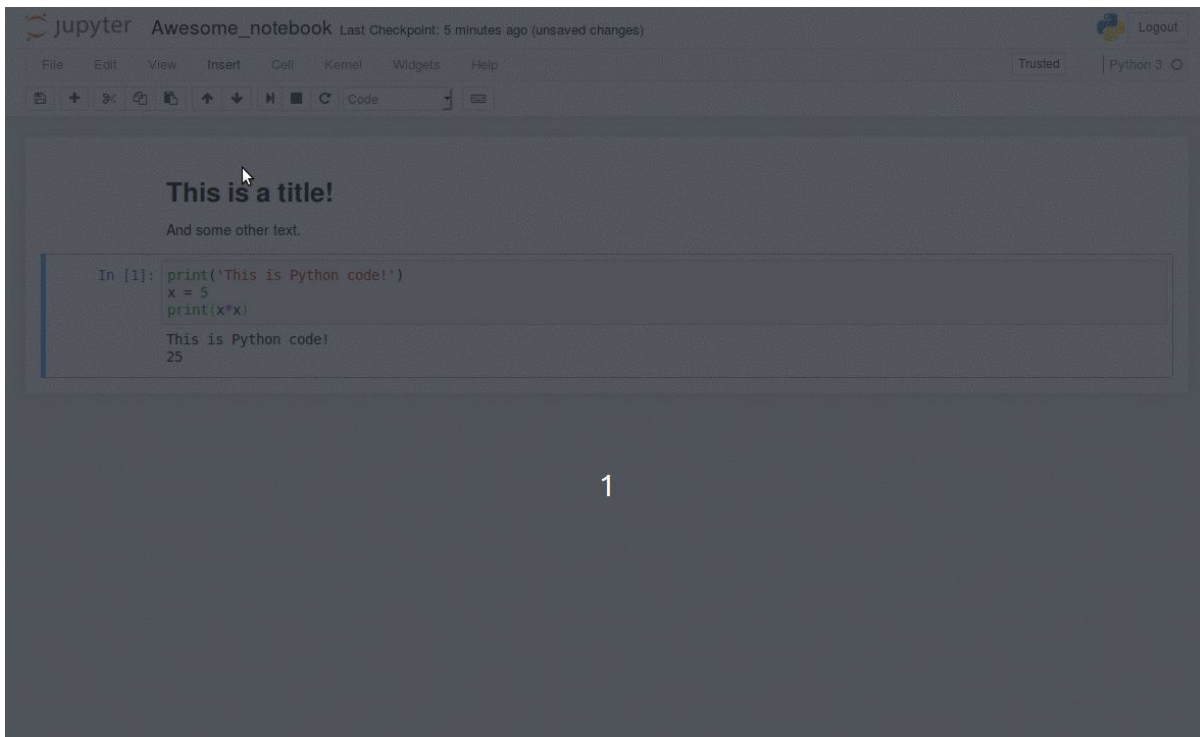 jupyter Awesome_notebook Last Checkpoint: 5 minutes ago (unsaved changes) Logout
File Edit View Insert Cell Kernel Widgets Help Trusted Python 3
Code
This is a title!
And some other text.
In [1]: print('This is Python code!')
x = 5
print(x*x)
This is Python code!
25
1